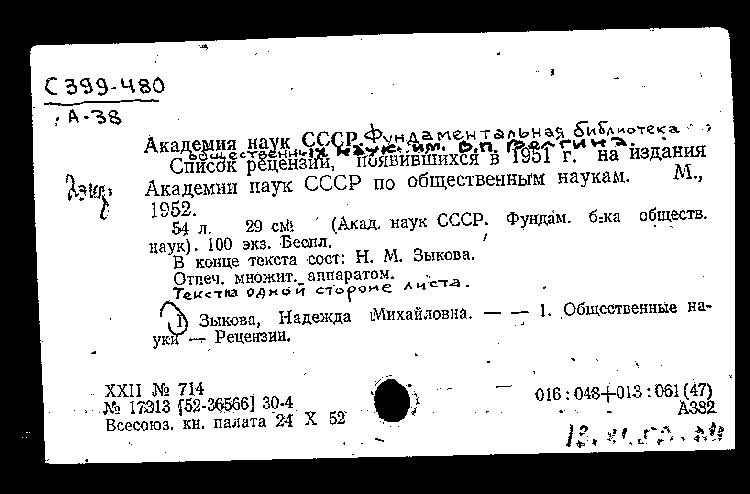 С 399-480
А-38
Академия наук СССР. Фундаментальная библиотека
общественных наук им. В.П. Волгина.
Список рецензий, появившихся в 1951 г. на издания
Академии наук СССР по общественным наукам. М.,
1952.
54 л. 29 см (Акад. наук СССР. Фундам. б-ка обществ.
наук). 100 экз. Беспл.
В конце текста сост: Н. М. Зыкова.
Отпеч. множит. аппаратом.
Текст на одной стороне листа.
I Зыкова, Надежда Михайловна. — — 1. Общественные на-
уки — Рецензии.
XXII № 714
№ 17313 [52-36566] 30-4
Всесоюз. кн. палата 24 X 52
016:048+013:061(47)
А382